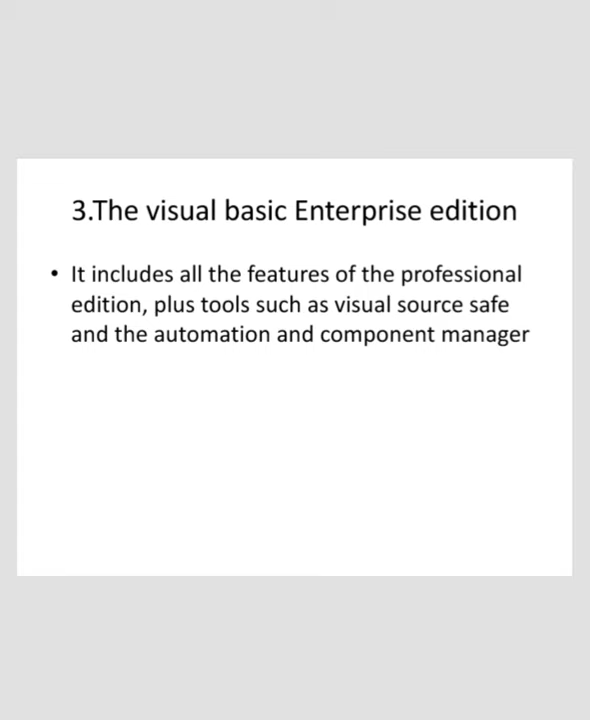 3.The visual basic Enterprise edition
• It includes all the features of the professional
edition, plus tools such as visual source safe
and the automation and component manager